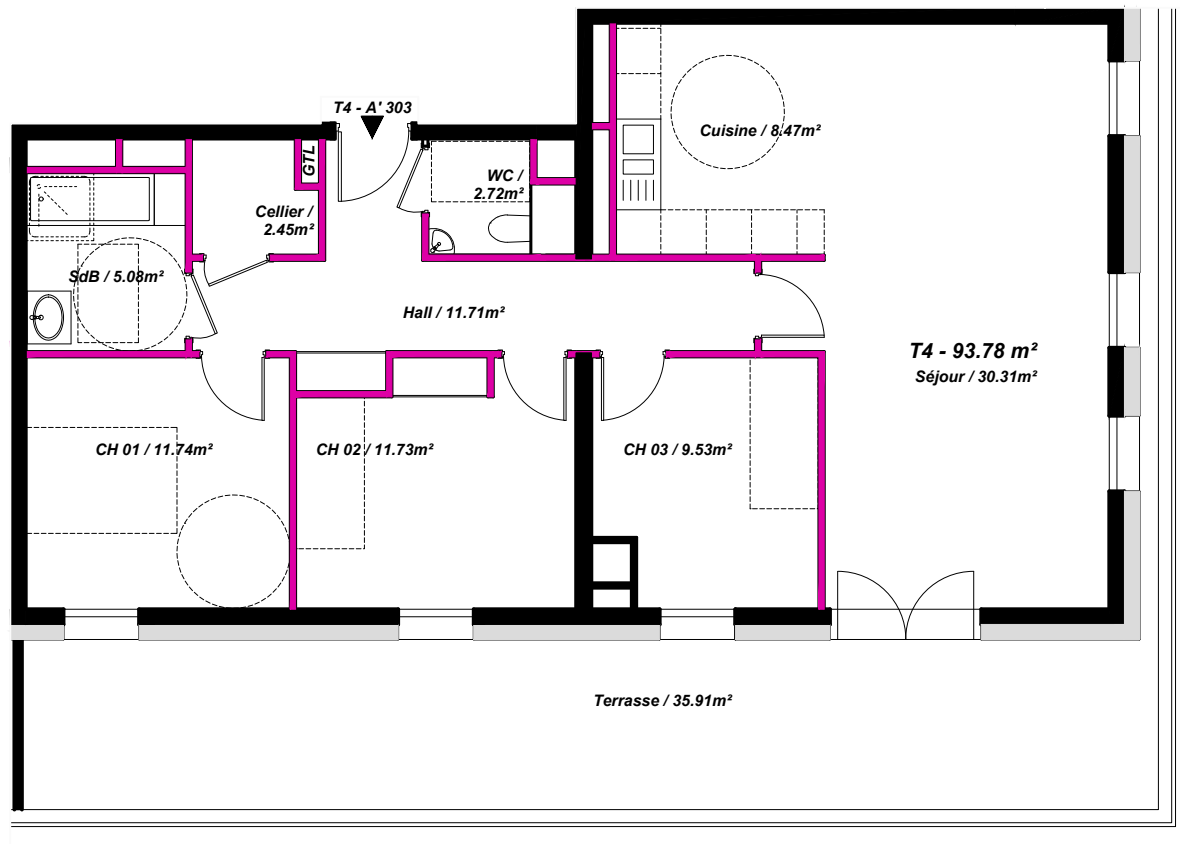 T4 - A' 303
Cuisine / 8.47m²
GTL
WC /
2.72m²
Cellier /
2.45m²
SdB / 5.08m²
Hall / 11.71m²
T4 - 93.78 m²
Séjour / 30.31m²
CH 01 / 11.74m²
CH 02 / 11.73m²
CH 03 / 9.53m²
Terrasse / 35.91m²